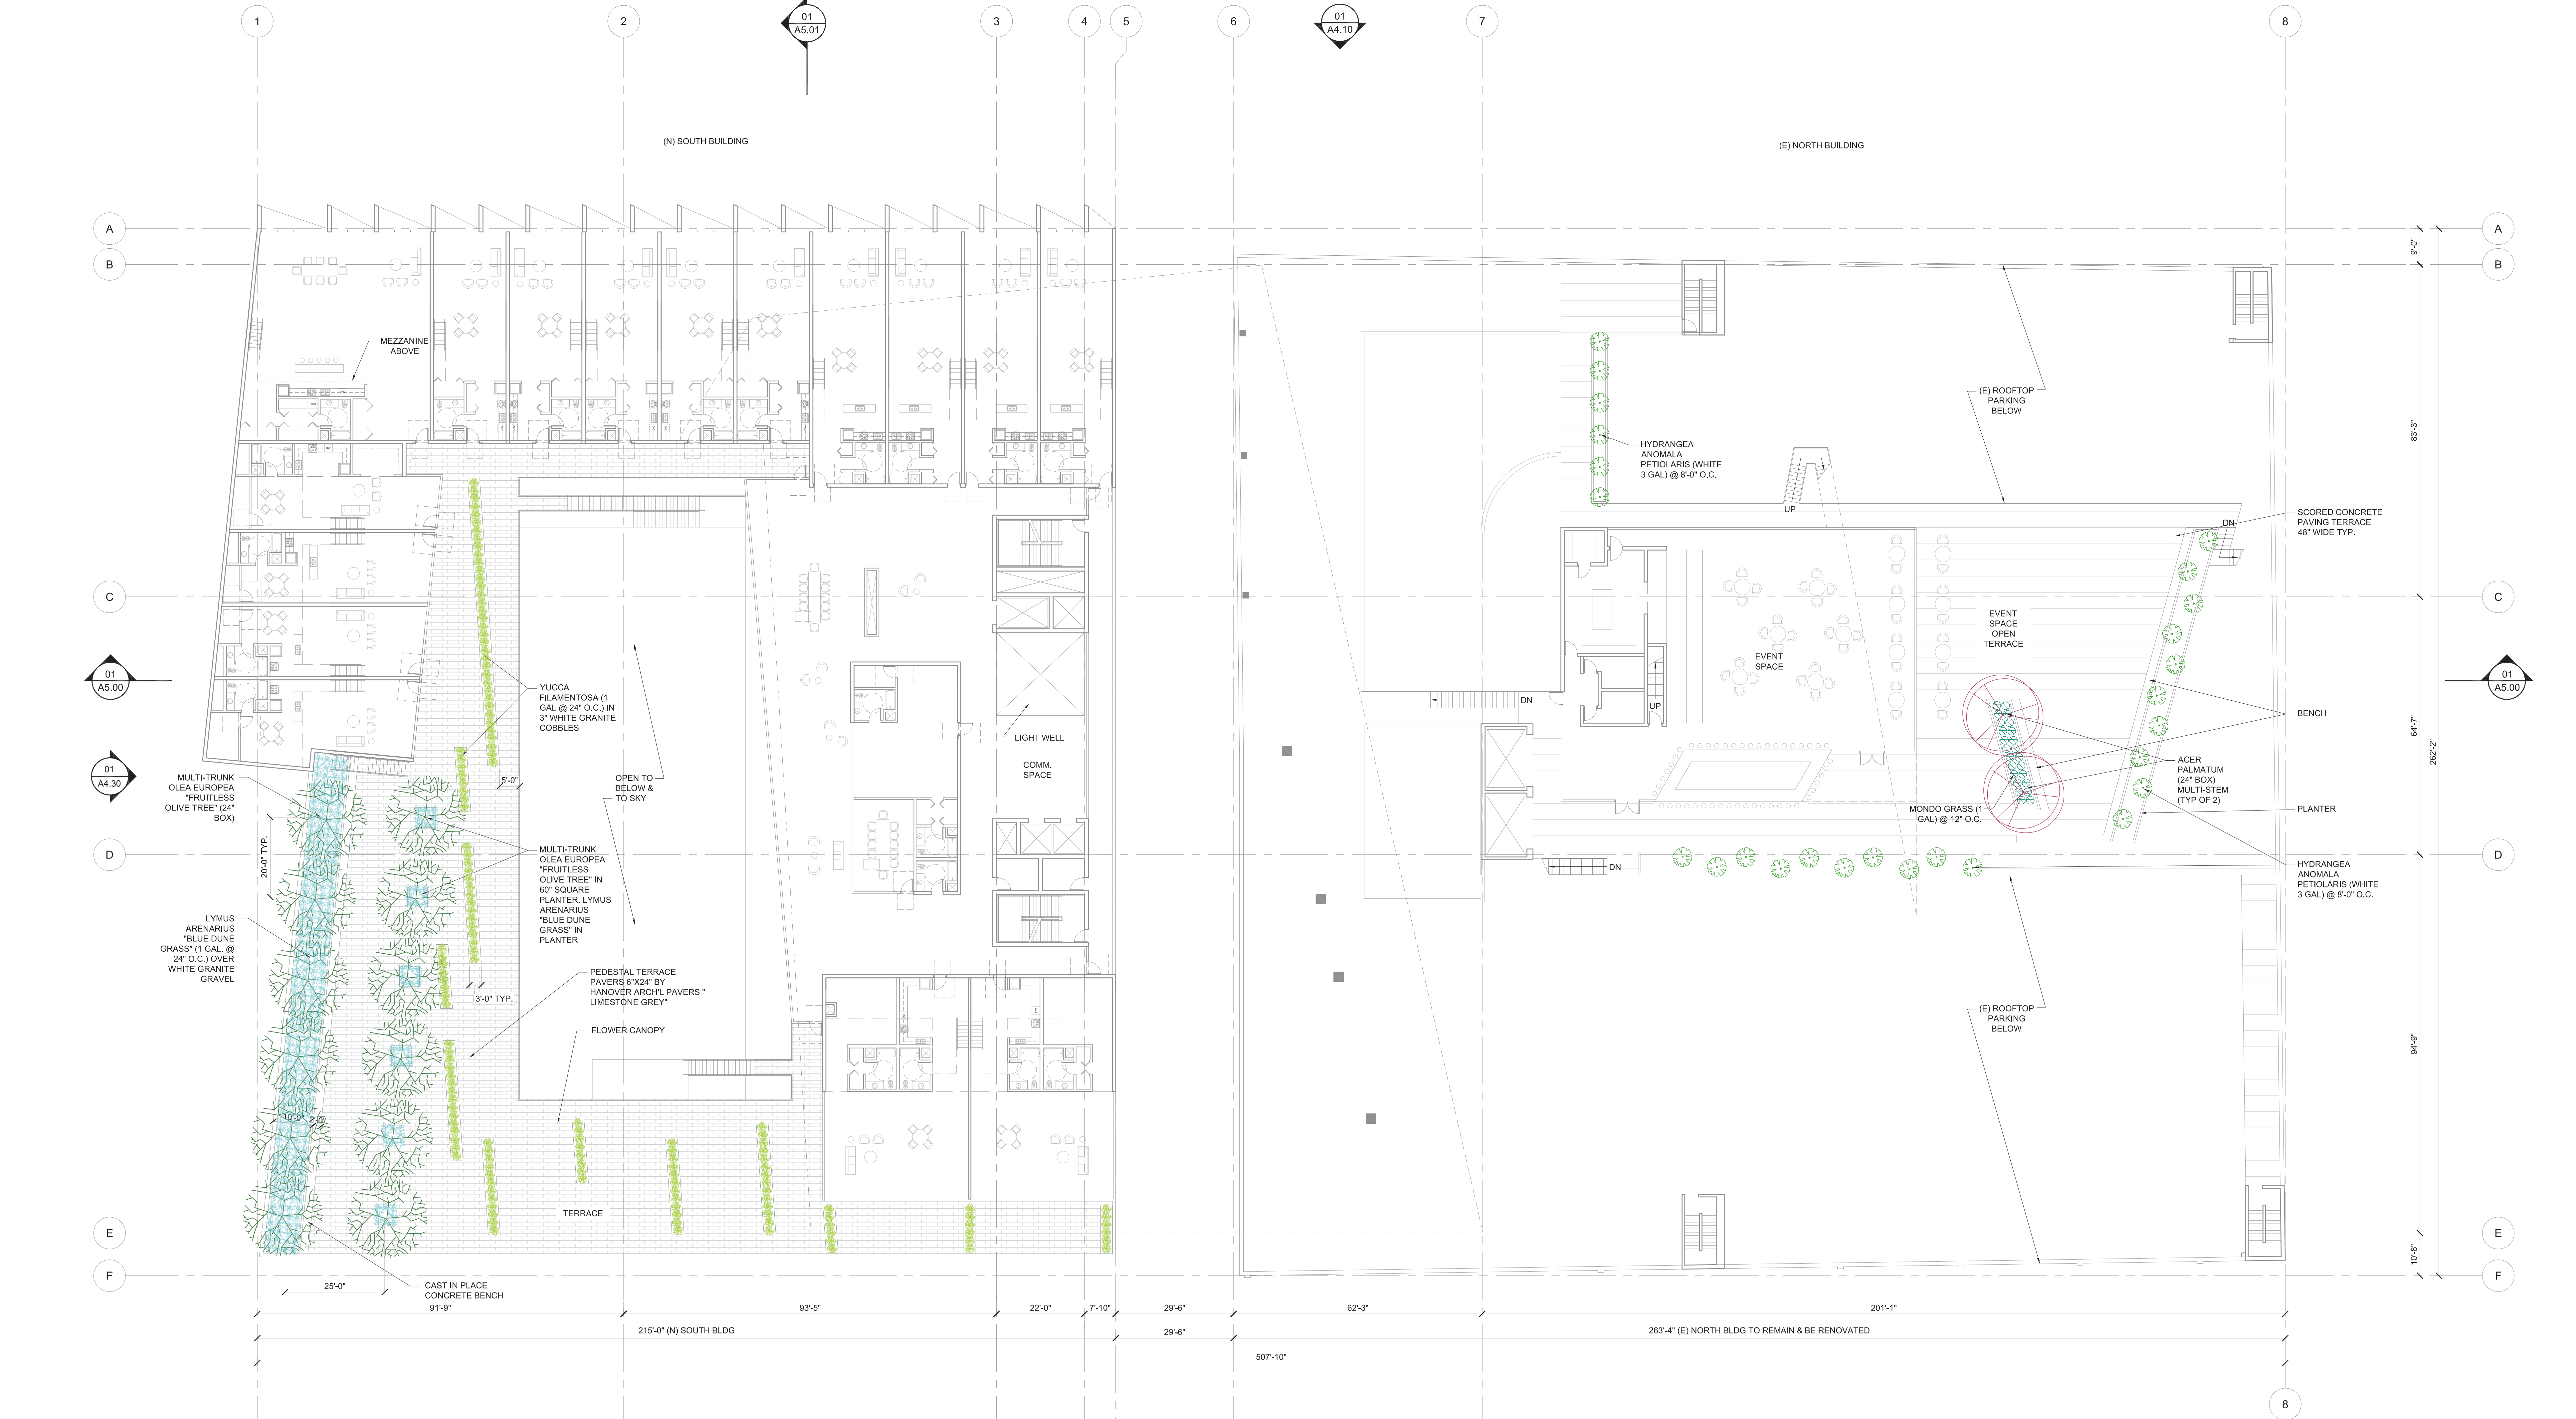 1
2
01
A5.01
3
4
5
6
01
A4.10
7
8
(N) SOUTH BUILDING
(E) NORTH BUILDING
A
A
9'-0"
B
B
MEZZANINE
ABOVE
(E) ROOFTOP
PARKING
BELOW
83'-3"
HYDRANGEA
ANOMALA
PETIOLARIS (WHITE
3 GAL) @ 8'-0" O.C.
UP
DN
SCORED CONCRETE
PAVING TERRACE
48" WIDE TYP.
C
C
EVENT
SPACE
OPEN
TERRACE
EVENT
SPACE
01
A5.00
01
A5.00
YUCCA
FILAMENTOSA (1
GAL @ 24" O.C.) IN
3" WHITE GRANITE
COBBLES
DN
UP
BENCH
LIGHT WELL
64'-7"
262'-2"
COMM.
SPACE
01
A4.30
MULTI-TRUNK
OLEA EUROPEA
"FRUITLESS
OLIVE TREE" (24"
BOX)
5'-0"
OPEN TO
BELOW &
TO SKY
ACER
PALMATUM
(24" BOX)
MULTI-STEM
(TYP OF 2)
MONDO GRASS (1
GAL) @ 12" O.C.
PLANTER
20'-0" TYP.
D
D
MULTI-TRUNK
OLEA EUROPEA
"FRUITLESS
OLIVE TREE" IN
60" SQUARE
PLANTER. LYMUS
ARENARIUS
"BLUE DUNE
GRASS" IN
PLANTER
DN
HYDRANGEA
ANOMALA
PETIOLARIS (WHITE
3 GAL) @ 8'-0" O.C.
LYMUS
ARENARIUS
"BLUE DUNE
GRASS" (1 GAL. @
24" O.C.) OVER
WHITE GRANITE
GRAVEL
PEDESTAL TERRACE
PAVERS 6"X24" BY
HANOVER ARCH'L PAVERS "
LIMESTONE GREY"
3'-0" TYP.
(E) ROOFTOP
PARKING
BELOW
FLOWER CANOPY
94'-9"
10'-0"
2'-0"
TERRACE
E
E
10'-8"
F
F
25'-0"
CAST IN PLACE
CONCRETE BENCH
91'-9"
93'-5"
22'-0"
7'-10"
29'-6"
62'-3"
201'-1"
215'-0" (N) SOUTH BLDG
29'-6"
263'-4" (E) NORTH BLDG TO REMAIN & BE RENOVATED
507'-10"
8